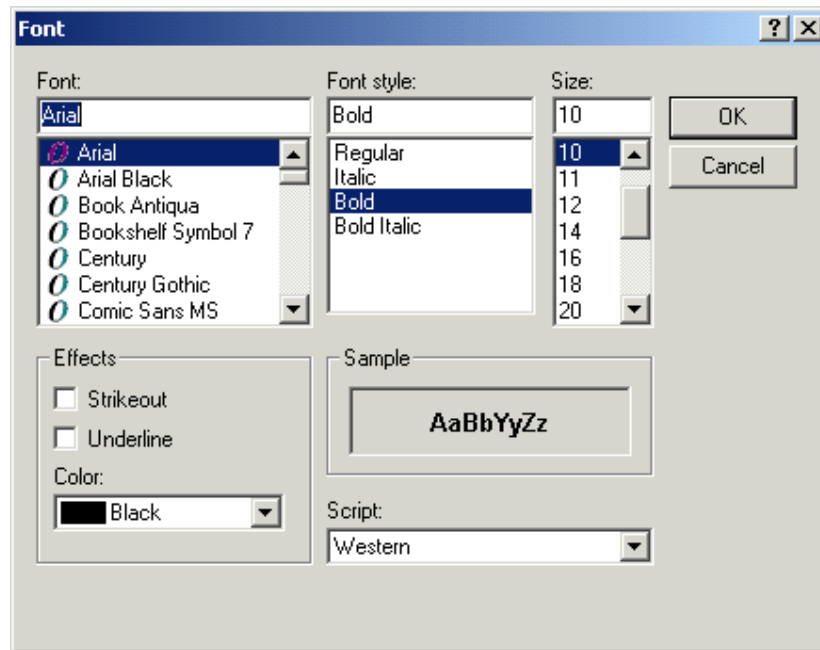 Font
Font:
Arial
Arial
Arial Black
Book Antiqua
Bookshelf Symbol 7
Century
Century Gothic
Comic Sans MS
Font style:
Bold
Regular
Italic
Bold
Bold Italic
Size:
10
10
11
12
14
16
18
20
OK
Cancel
Effects
Strikeout
Underline
Color:
Black
Sample
AaBbYyZz
Script:
Western